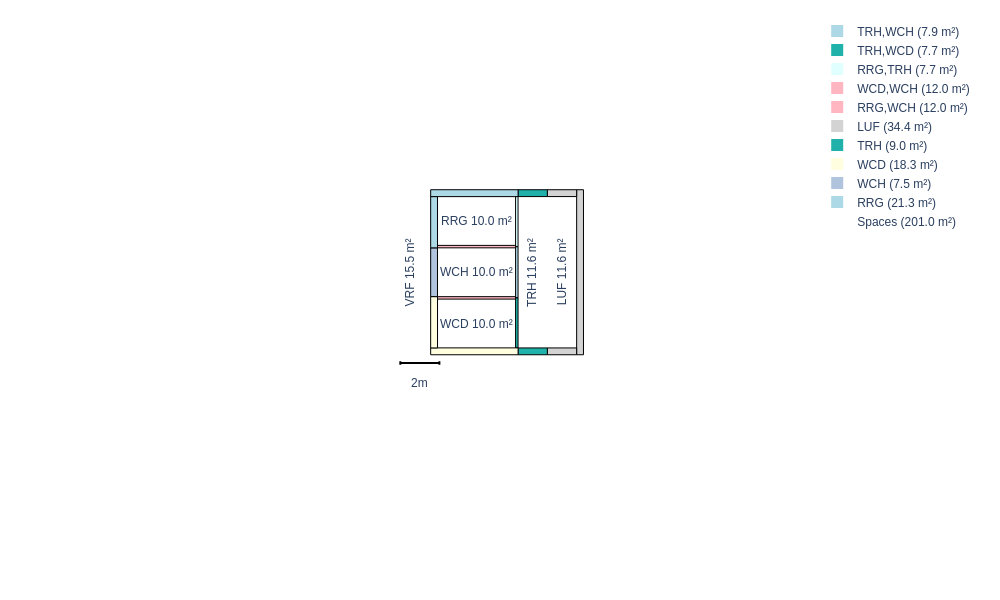 TRH,WCH (7.9 m²)
TRH,WCD (7.7 m²)
RRG,TRH (7.7 m²)
WCD,WCH (12.0 m²)
RRG,WCH (12.0 m²)
LUF (34.4 m²)
TRH (9.0 m²)
WCD (18.3 m²)
WCH (7.5 m²)
RRG (21.3 m²)
Spaces (201.0 m²)
VRF 15.5 m²
RRG 10.0 m²
WCH 10.0 m²
WCD 10.0 m²
TRH 11.6 m²
LUF 11.6 m²
2m